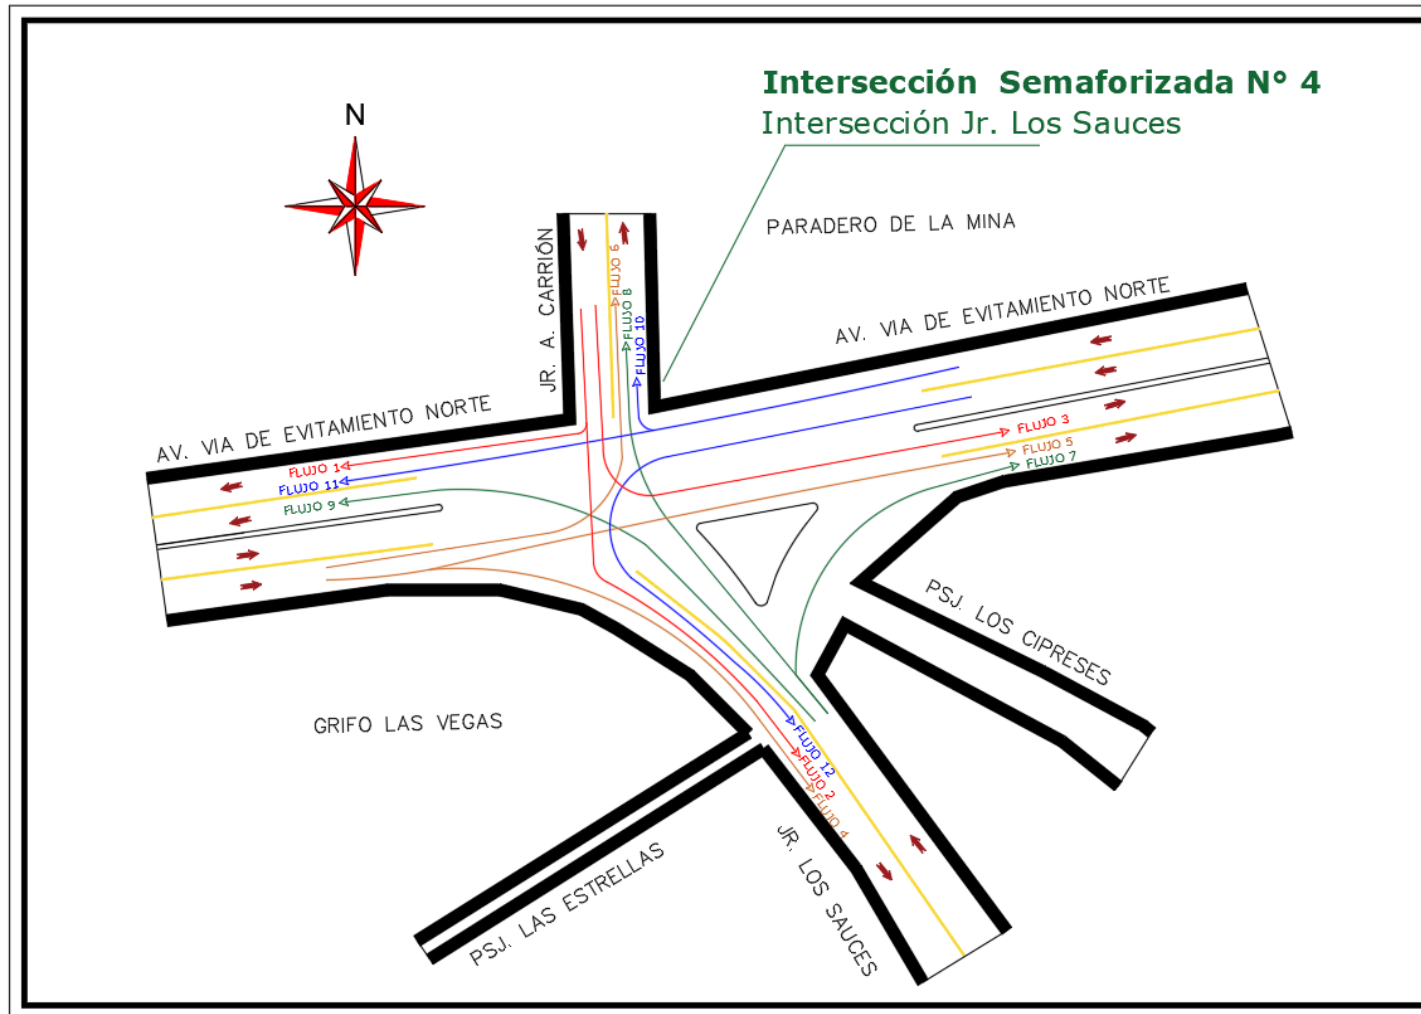 Intersección Semaforizada N° 4
Intersección Jr. Los Sauces
N
PARADERO DE LA MINA
JR. A. CARRIÓN
FLUJO 6
FLUJO 8
FLUJO 10
AV. VIA DE EVITAMIENTO NORTE
AV. VIA DE EVITAMIENTO NORTE
FLUJO 1
FLUJO 11
FLUJO 9
FLUJO 3
FLUJO 5
FLUJO 7
PSJ. LOS CIPRESES
GRIFO LAS VEGAS
FLUJO 12
FLUJO 2
FLUJO 4
PSJ. LAS ESTRELLAS
JR. LOS SAUCES